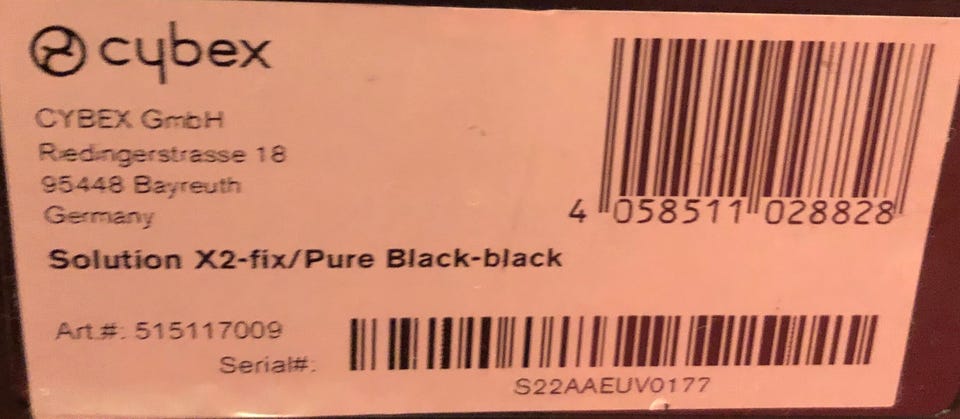 cybex
CYBEX GmbH
Riedingerstrasse 18
95448 Bayreuth
Germany
4 058511 028828
Solution X2-fix/Pure Black-black
Art.#: 515117009
Serial#:
S22AAEUV0177